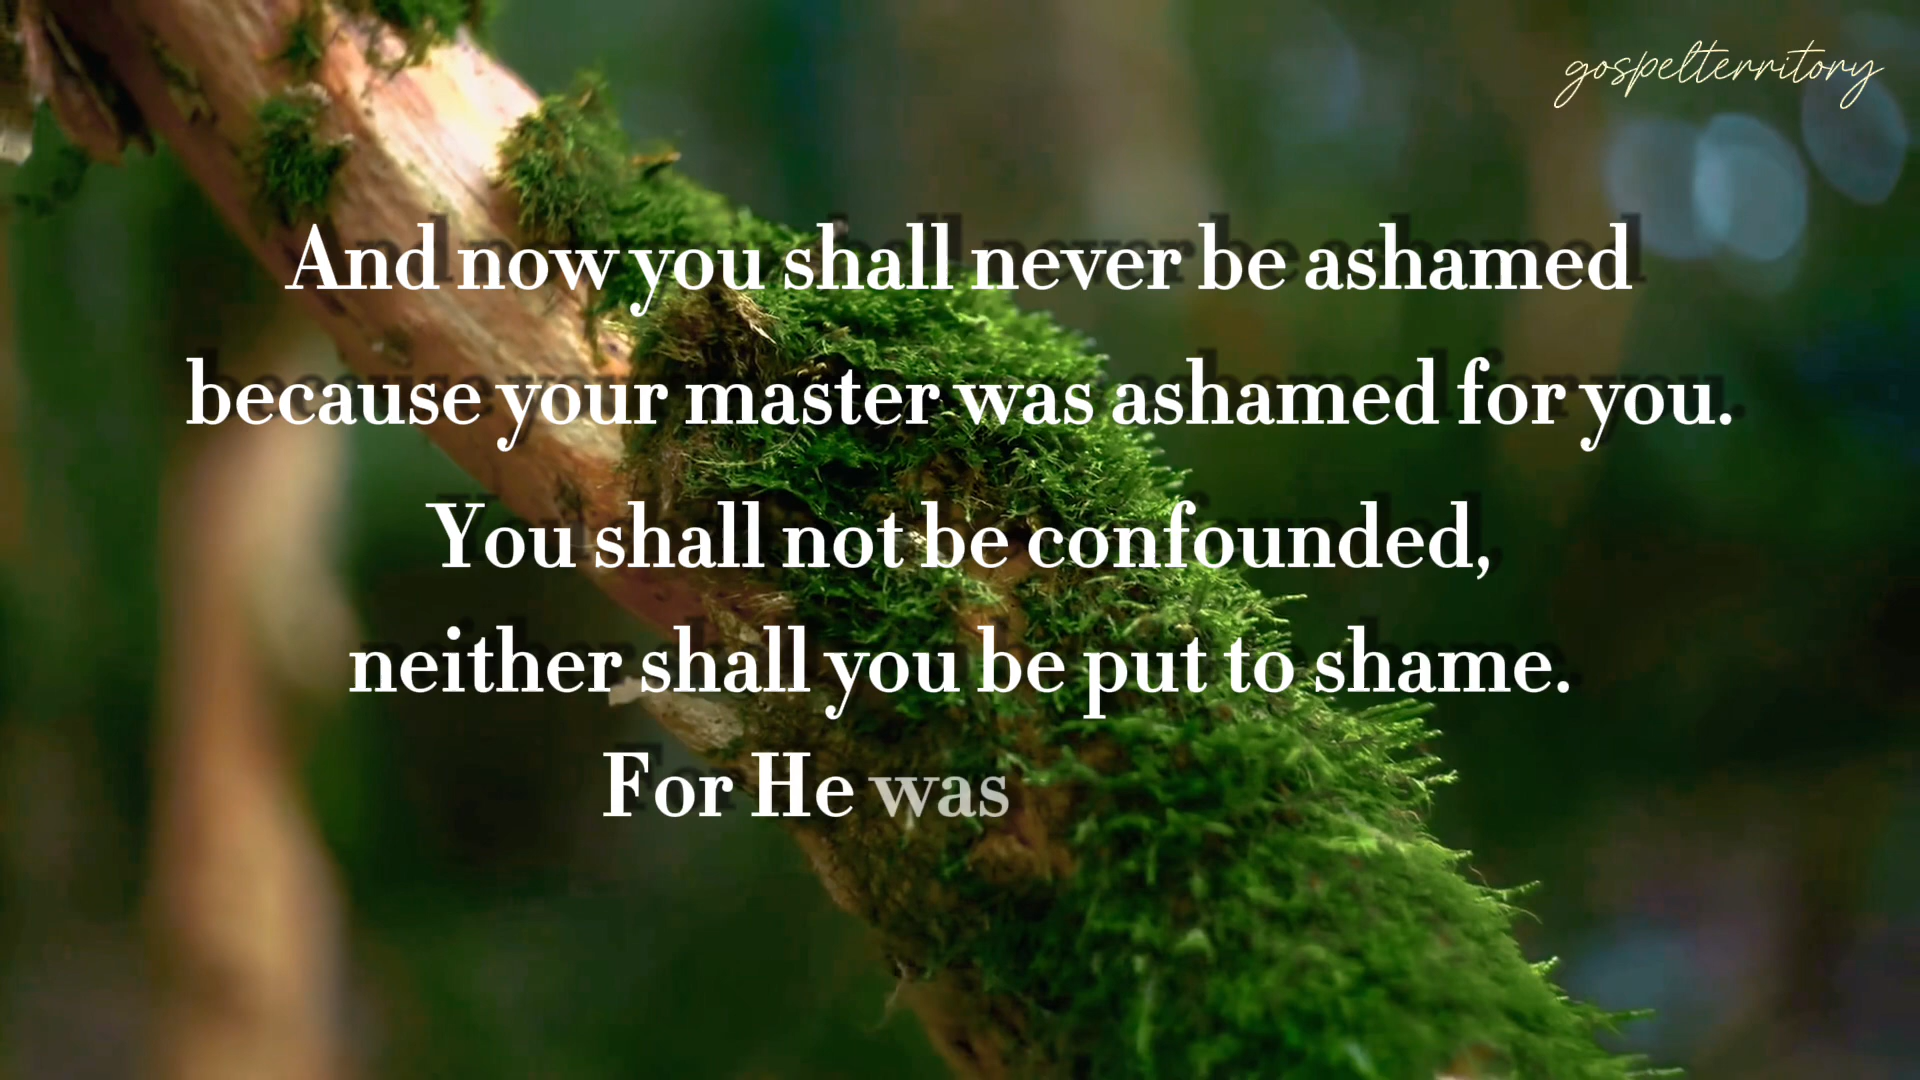 gospelterritory
And now you shall never be ashamed
because your master was ashamed for you.
You shall not be confounded,
neither shall you be put to shame.
For He was